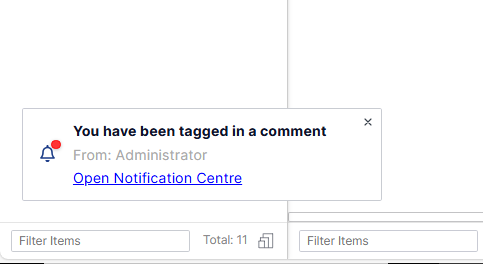 You have been tagged in a comment
From: Administrator
Open Notification Centre
Filter Items
Total: 11
Filter Items